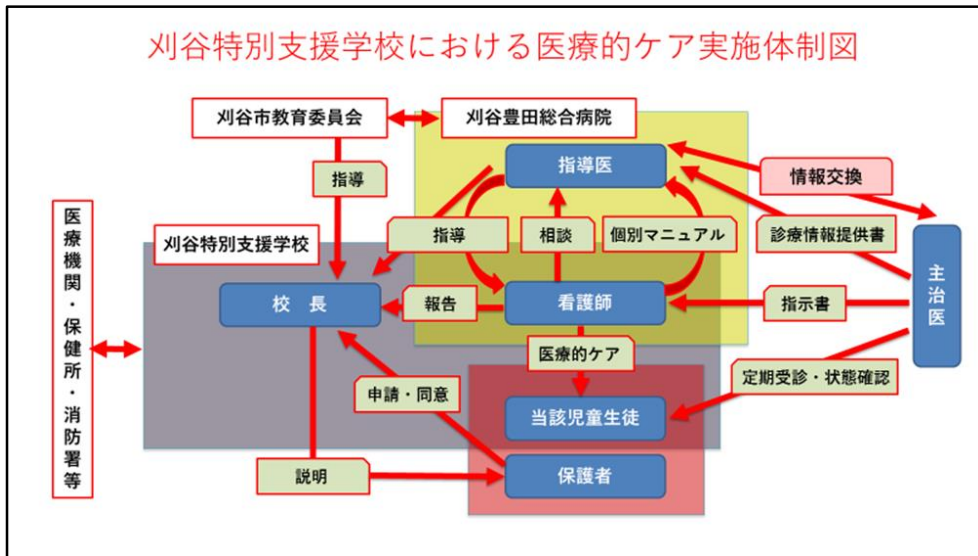 刈谷特別支援学校における医療的ケア実施体制図
刈谷市教育委員会
刈谷豊田総合病院
指導医
指導
情報交換
医療機関・保健所・消防署等
刈谷特別支援学校
指導
相談
個別マニュアル
診療情報提供書
主治医
校　長
報告
看護師
指示書
医療的ケア
申請・同意
定期受診・状態確認
当該児童生徒
説明
保護者